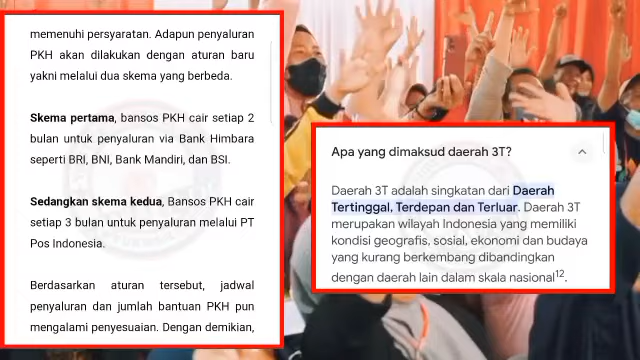 memenuhi persyaratan. Adapun penyaluran
PKH akan dilakukan dengan aturan baru
yakni melalui dua skema yang berbeda.
Skema pertama, bansos PKH cair setiap 2
bulan untuk penyaluran via Bank Himbara
seperti BRI, BNI, Bank Mandiri, dan BSI.
Sedangkan skema kedua, Bansos PKH cair
setiap 3 bulan untuk penyaluran melalui PT
Pos Indonesia.
Berdasarkan aturan tersebut, jadwal
penyaluran dan jumlah bantuan PKH pun
mengalami penyesuaian. Dengan demikian,
Apa yang dimaksud daerah 3T?
Daerah 3T adalah singkatan dari Daerah
Tertinggal, Terdepan dan Terluar. Daerah 3T
merupakan wilayah Indonesia yang memiliki
kondisi geografis, sosial, ekonomi dan budaya
yang kurang berkembang dibandingkan
dengan daerah lain dalam skala nasional12.